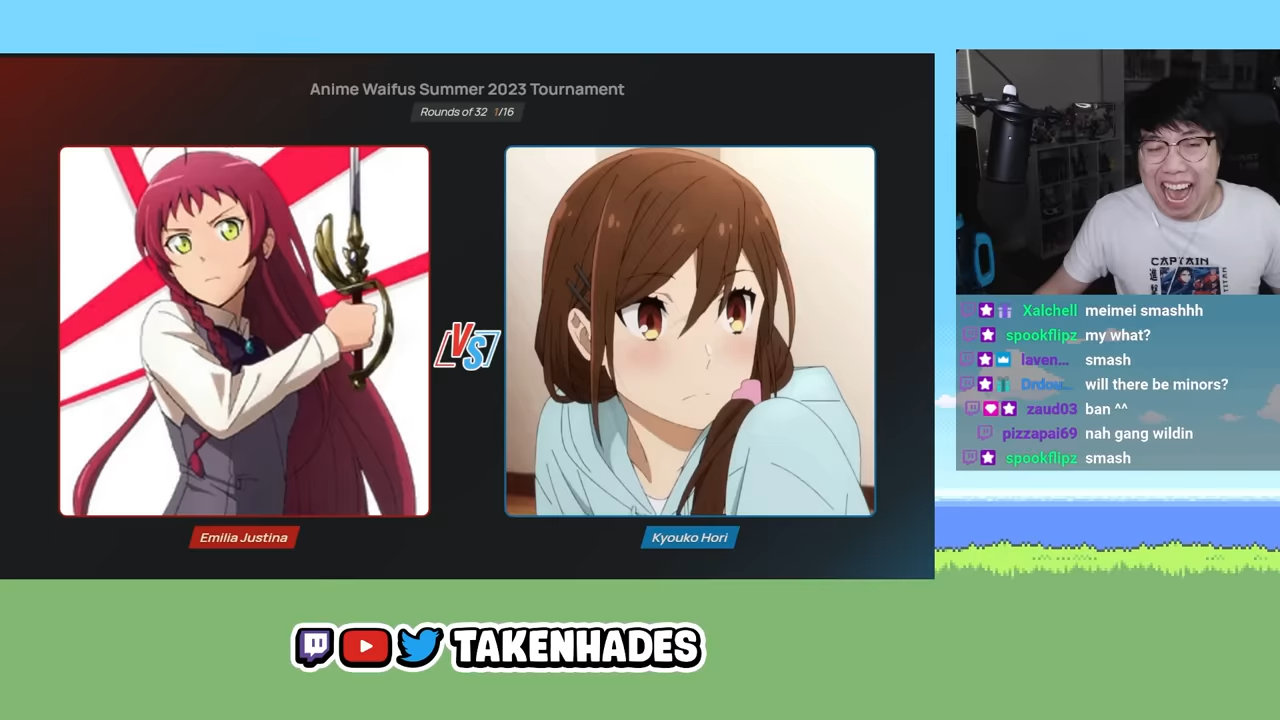 Anime Waifus Summer 2023 Tournament
Rounds of 32 1/16
VS
Emilia Justina
Kyouko Hori
CAPTAIN
Xalchell meimei smashhh
spookflipz my what?
laven... smash
Drdou... will there be minors?
zaud03 ban ^^
pizzapai69 nah gang wildin
spookflipz smash
TAKENHADES